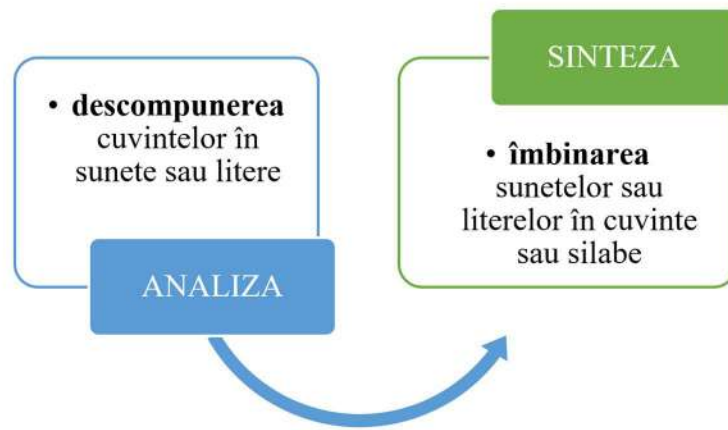 • descompunerea
cuvintelor în
sunete sau litere
ANALIZA
SINTEZA
• îmbinarea
sunetelor sau
literelor în cuvinte
sau silabe